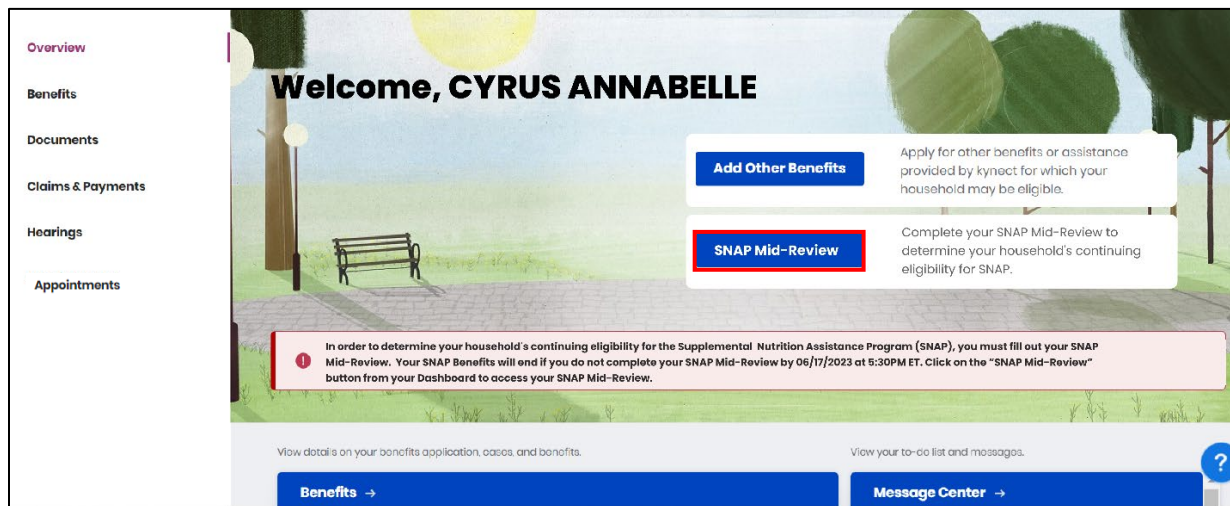 Overview
Benefits
Documents
Claims & Payments
Hearings
Appointments
Welcome, CYRUS ANNABELLE
Add Other Benefits
Apply for other benefits or assistance
provided by kynect for which your
household may be eligible.
SNAP Mid-Review
Complete your SNAP Mid-Review to
determine your household's continuing
eligibility for SNAP.
In order to determine your household's continuing eligibility for the Supplemental Nutrition Assistance Program (SNAP), you must fill out your SNAP
Mid-Review. Your SNAP Benefits will end if you do not complete your SNAP Mid-Review by 06/17/2023 at 5:30PM ET. Click on the “SNAP Mid-Review”
button from your Dashboard to access your SNAP Mid-Review.
View details on your benefits application, cases, and benefits.
View your to-do list and messages.
Benefits →
Message Center →
?